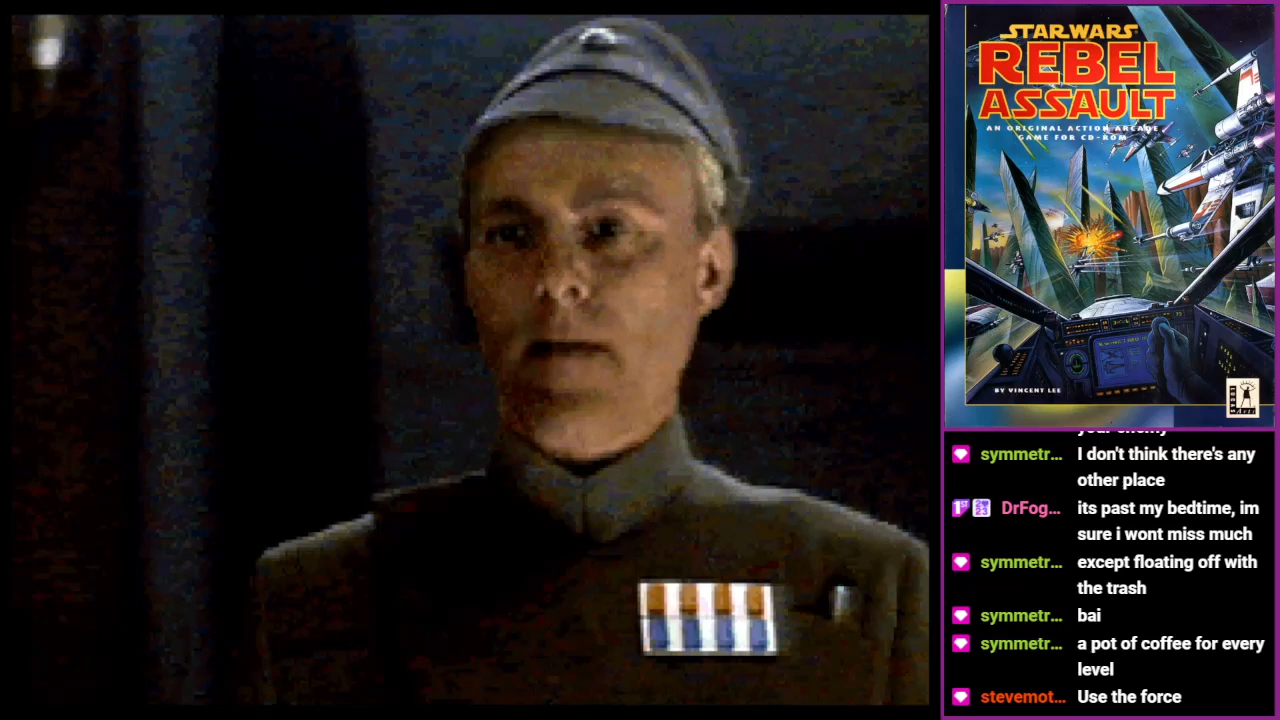 STAR WARS
REBEL
ASSAULT
AN ORIGINAL ACTION ARCADE
GAME FOR CD-ROM
BY VINCENT LEE
your enemy
symmetr... I don't think there's any
other place
DrFog... its past my bedtime, im
sure i wont miss much
symmetr... except floating off with
the trash
symmetr... bai
symmetr... a pot of coffee for every
level
stevemot... Use the force